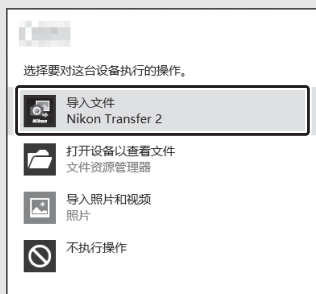 选择要对这台设备执行的操作。
导入文件
Nikon Transfer 2
打开设备以查看文件
文件资源管理器
导入照片和视频
照片
不执行操作